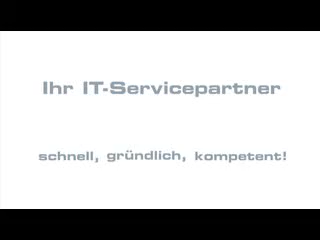 Ihr IT-Servicepartner
schnell, gründlich, kompetent!